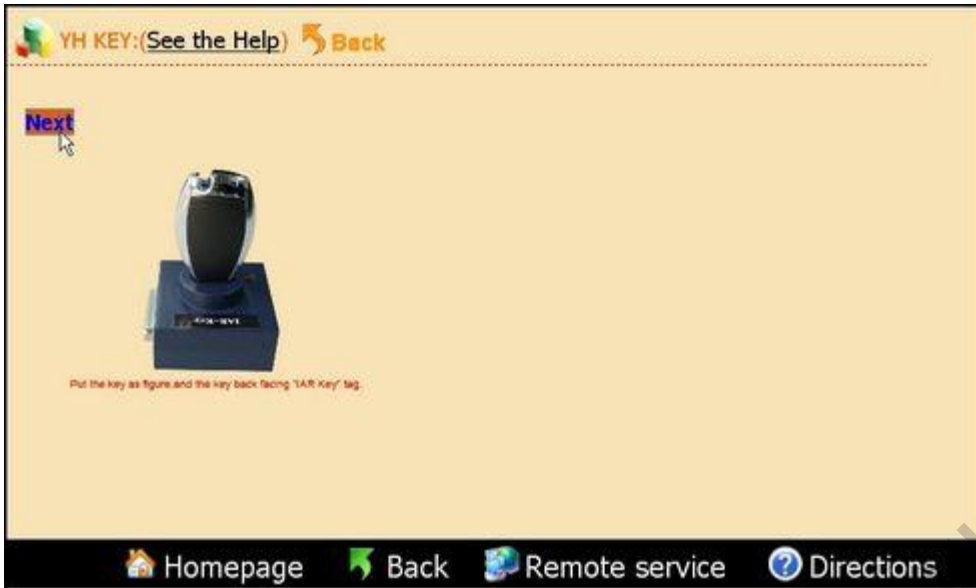 YH KEY:(See the Help) Back
Next
IAR-Key
Put the key as figure,and the key back facing "IAR Key" tag.
Homepage Back Remote service Directions